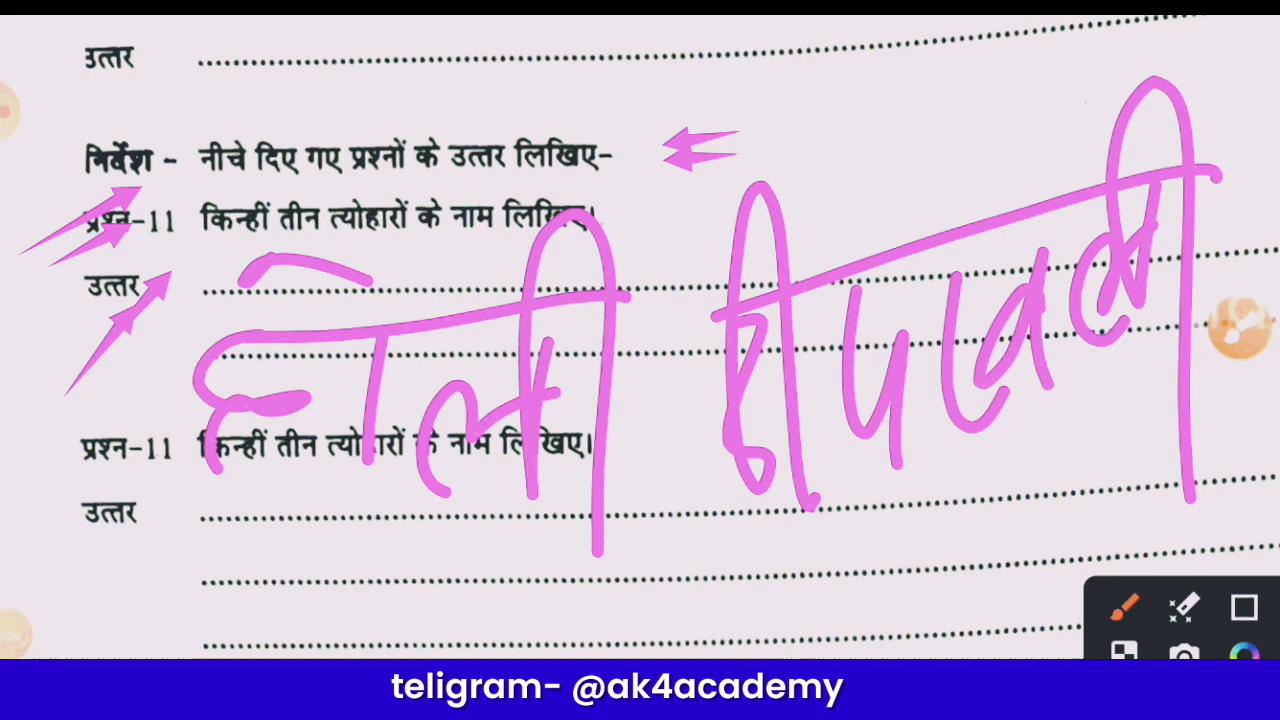 उत्तर
निर्देश - नीचे दिए गए प्रश्नों के उत्तर लिखिए-
प्रश्न-11 किन्हीं तीन त्योहारों के नाम लिखिए।
उत्तर
होली दीपावली
प्रश्न-11 किन्हीं तीन त्योहारों के नाम लिखिए।
उत्तर
teligram- @ak4academy